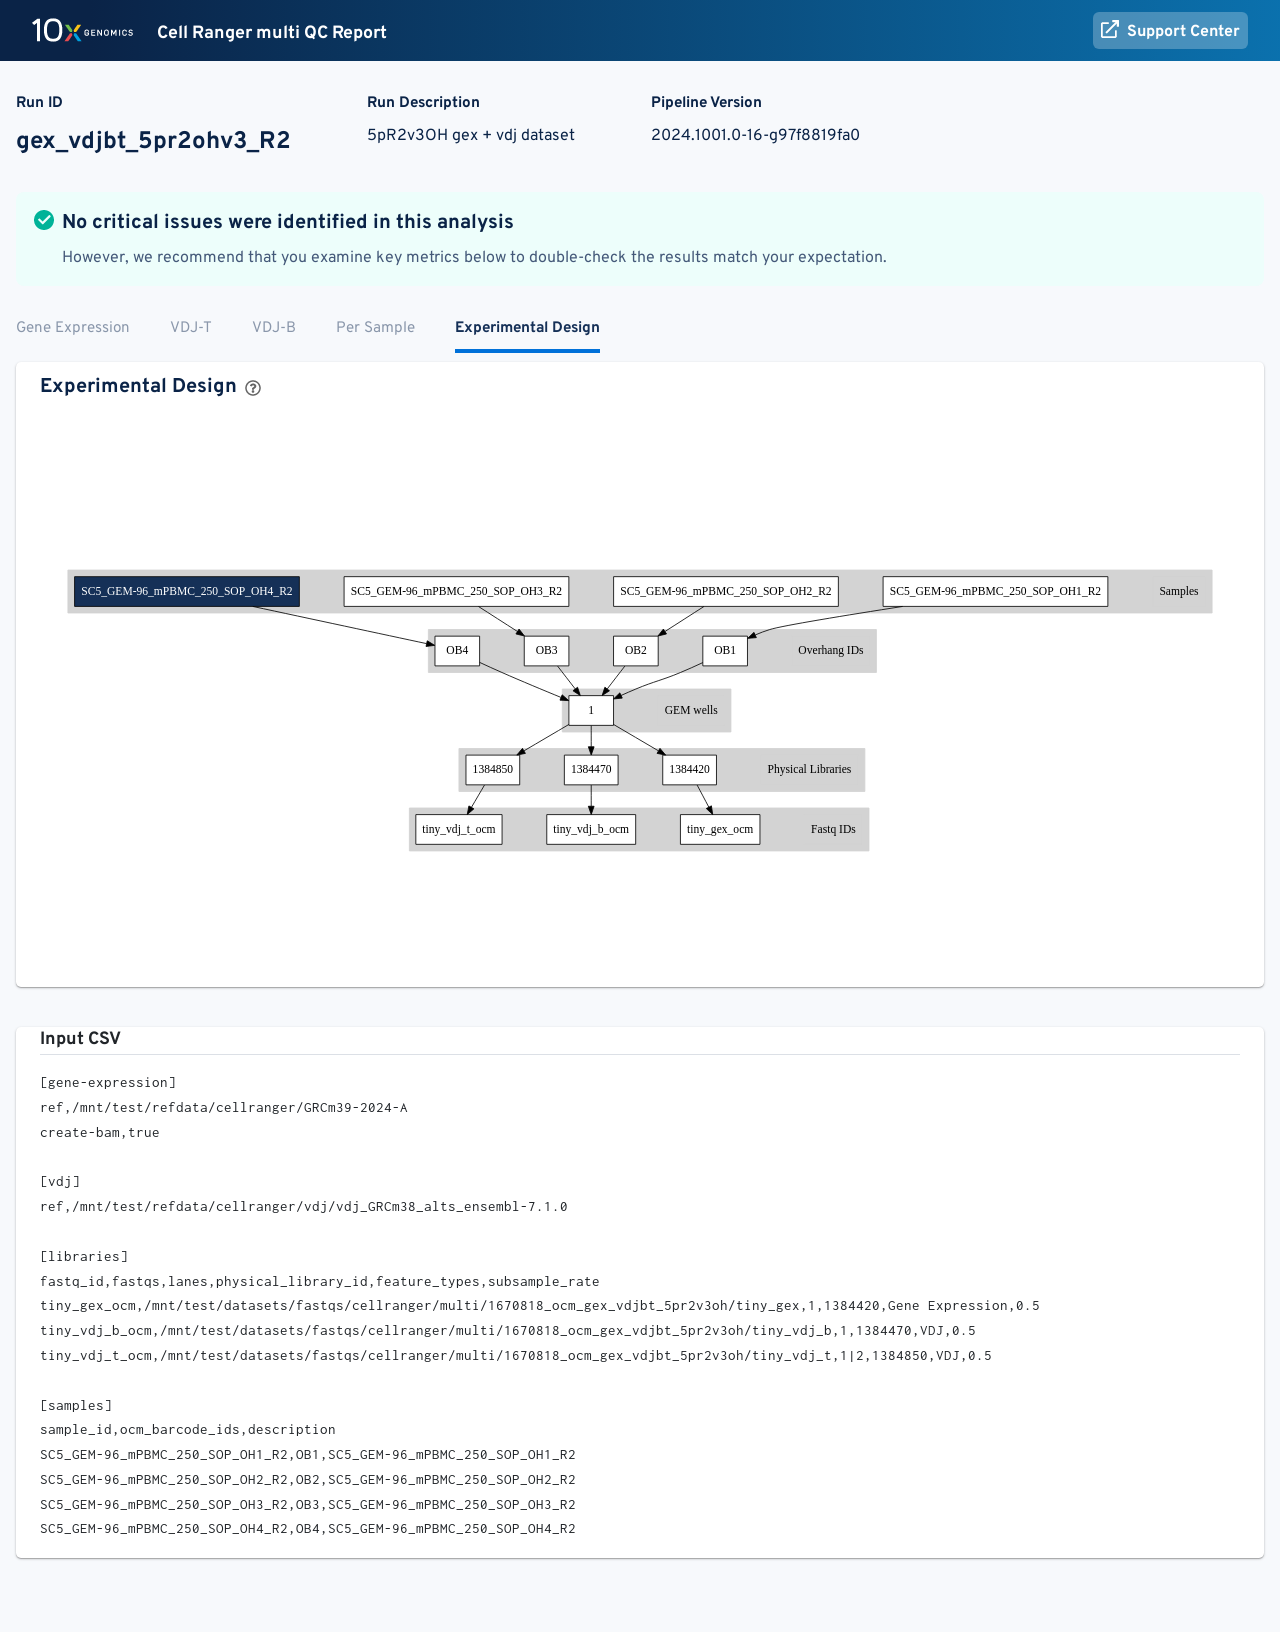 10x GENOMICS Cell Ranger multi QC Report Support Center
Run ID Run Description Pipeline Version
gex_vdjbt_5pr2ohv3_R2 5pR2v3OH gex + vdj dataset 2024.1001.0-16-g97f8819fa0
No critical issues were identified in this analysis
However, we recommend that you examine key metrics below to double-check the results match your expectation.
Gene Expression VDJ-T VDJ-B Per Sample Experimental Design
Experimental Design ?
SC5_GEM-96_mPBMC_250_SOP_OH4_R2 SC5_GEM-96_mPBMC_250_SOP_OH3_R2 SC5_GEM-96_mPBMC_250_SOP_OH2_R2 SC5_GEM-96_mPBMC_250_SOP_OH1_R2 Samples
OB4 OB3 OB2 OB1 Overhang IDs
1 GEM wells
1384850 1384470 1384420 Physical Libraries
tiny_vdj_t_ocm tiny_vdj_b_ocm tiny_gex_ocm Fastq IDs
Input CSV
[gene-expression]
ref,/mnt/test/refdata/cellranger/GRCm39-2024-A
create-bam,true
[vdj]
ref,/mnt/test/refdata/cellranger/vdj/vdj_GRCm38_alts_ensembl-7.1.0
[libraries]
fastq_id,fastqs,lanes,physical_library_id,feature_types,subsample_rate
tiny_gex_ocm,/mnt/test/datasets/fastqs/cellranger/multi/1670818_ocm_gex_vdjbt_5pr2v3oh/tiny_gex,1,1384420,Gene Expression,0.5
tiny_vdj_b_ocm,/mnt/test/datasets/fastqs/cellranger/multi/1670818_ocm_gex_vdjbt_5pr2v3oh/tiny_vdj_b,1,1384470,VDJ,0.5
tiny_vdj_t_ocm,/mnt/test/datasets/fastqs/cellranger/multi/1670818_ocm_gex_vdjbt_5pr2v3oh/tiny_vdj_t,1|2,1384850,VDJ,0.5
[samples]
sample_id,ocm_barcode_ids,description
SC5_GEM-96_mPBMC_250_SOP_OH1_R2,OB1,SC5_GEM-96_mPBMC_250_SOP_OH1_R2
SC5_GEM-96_mPBMC_250_SOP_OH2_R2,OB2,SC5_GEM-96_mPBMC_250_SOP_OH2_R2
SC5_GEM-96_mPBMC_250_SOP_OH3_R2,OB3,SC5_GEM-96_mPBMC_250_SOP_OH3_R2
SC5_GEM-96_mPBMC_250_SOP_OH4_R2,OB4,SC5_GEM-96_mPBMC_250_SOP_OH4_R2